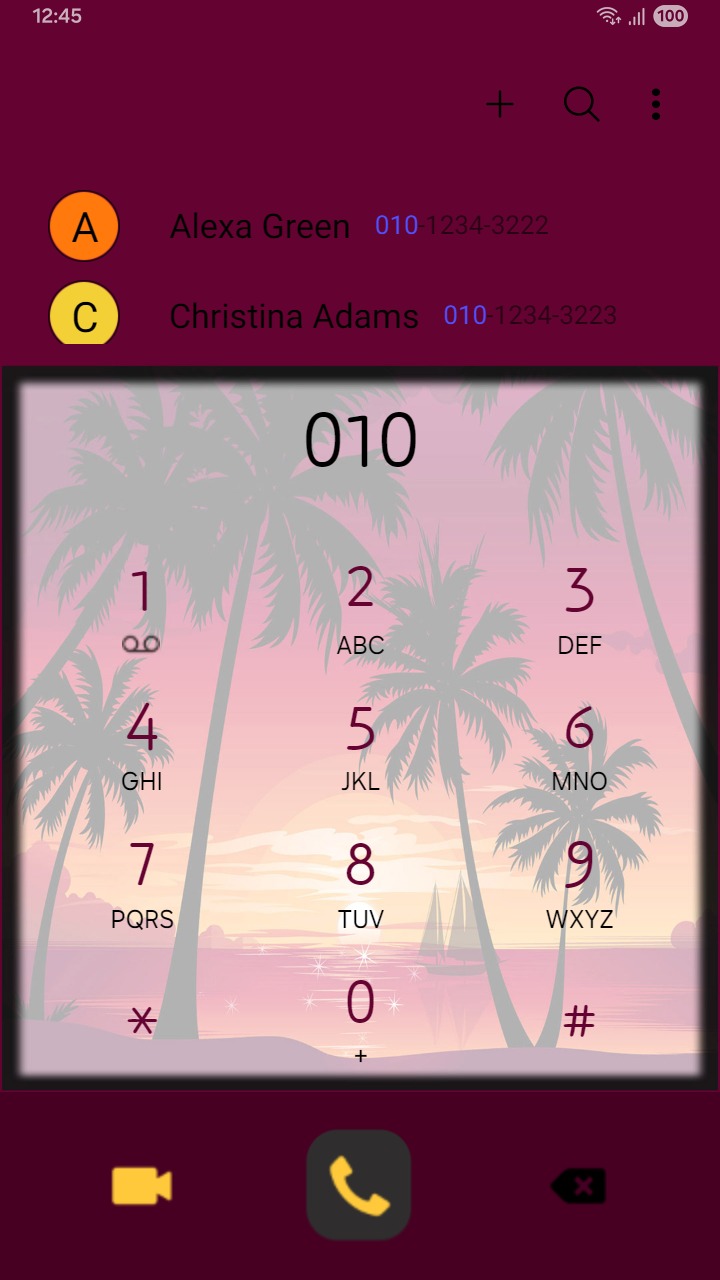 12:45 100
A Alexa Green 010-1234-3222
C Christina Adams 010-1234-3223
010
1 2 3
ABC DEF
4 5 6
GHI JKL MNO
7 8 9
PQRS TUV WXYZ
* 0 #
+